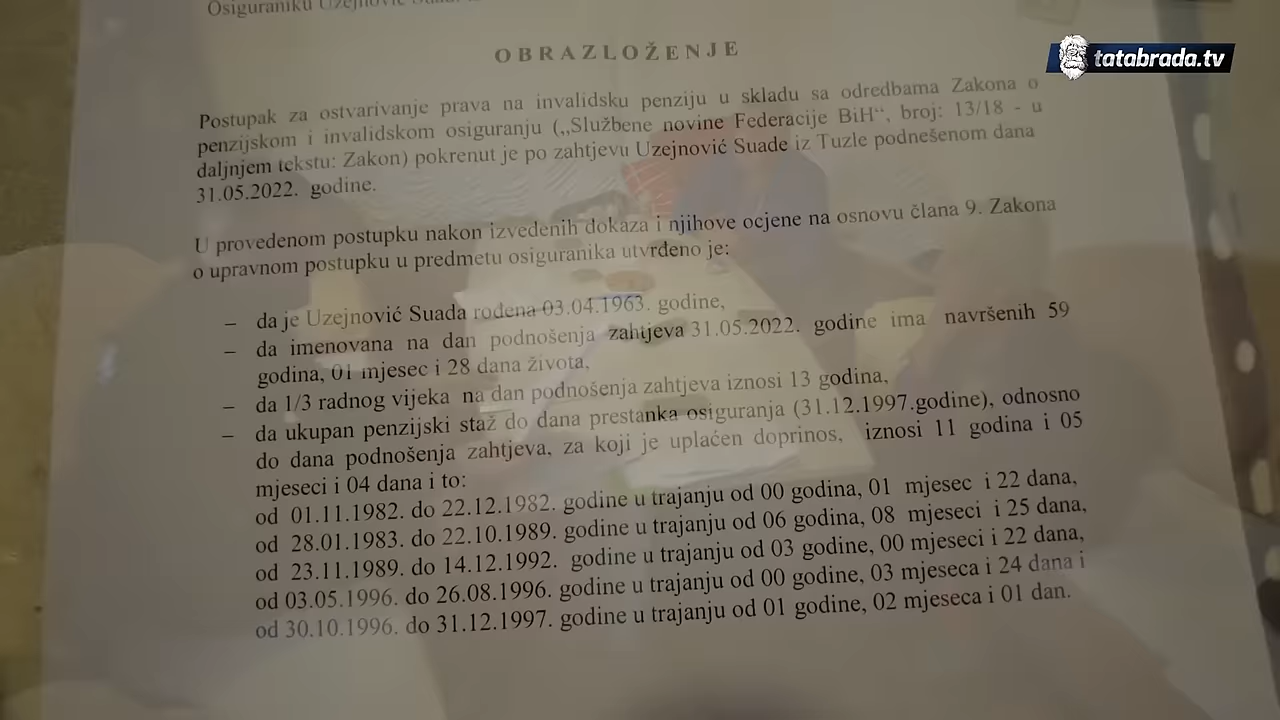 Osiguraniku Uzejnović Suada
tatabrada.tv
OBRAZLOŽENJE
Postupak za ostvarivanje prava na invalidsku penziju u skladu sa odredbama Zakona o
penzijskom i invalidskom osiguranju („Službene novine Federacije BiH“, broj: 13/18 - u
daljnjem tekstu: Zakon) pokrenut je po zahtjevu Uzejnović Suade iz Tuzle podnešenom dana
31.05.2022. godine.
U provedenom postupku nakon izvedenih dokaza i njihove ocjene na osnovu člana 9. Zakona
o upravnom postupku u predmetu osiguranika utvrđeno je:
– da je Uzejnović Suada rođena 03.04.1963. godine,
– da imenovana na dan podnošenja zahtjeva 31.05.2022. godine ima navršenih 59
godina, 01 mjesec i 28 dana života,
– da 1/3 radnog vijeka na dan podnošenja zahtjeva iznosi 13 godina,
– da ukupan penzijski staž do dana prestanka osiguranja (31.12.1997.godine), odnosno
do dana podnošenja zahtjeva, za koji je uplaćen doprinos, iznosi 11 godina i 05
mjeseci i 04 dana i to:
od 01.11.1982. do 22.12.1982. godine u trajanju od 00 godina, 01 mjesec i 22 dana,
od 28.01.1983. do 22.10.1989. godine u trajanju od 06 godina, 08 mjeseci i 25 dana,
od 23.11.1989. do 14.12.1992. godine u trajanju od 03 godine, 00 mjeseci i 22 dana,
od 03.05.1996. do 26.08.1996. godine u trajanju od 00 godine, 03 mjeseca i 24 dana i
od 30.10.1996. do 31.12.1997. godine u trajanju od 01 godine, 02 mjeseca i 01 dan.